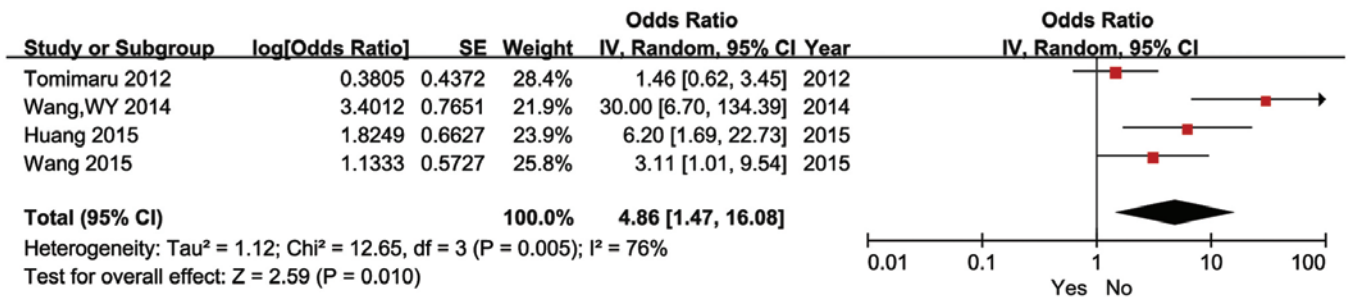 Odds Ratio Odds Ratio
Study or Subgroup log[Odds Ratio] SE Weight IV, Random, 95% CI Year IV, Random, 95% CI
Tomimaru 2012 0.3805 0.4372 28.4% 1.46 [0.62, 3.45] 2012
Wang,WY 2014 3.4012 0.7651 21.9% 30.00 [6.70, 134.39] 2014
Huang 2015 1.8249 0.6627 23.9% 6.20 [1.69, 22.73] 2015
Wang 2015 1.1333 0.5727 25.8% 3.11 [1.01, 9.54] 2015
Total (95% CI) 100.0% 4.86 [1.47, 16.08]
Heterogeneity: Tau² = 1.12; Chi² = 12.65, df = 3 (P = 0.005); I² = 76%
Test for overall effect: Z = 2.59 (P = 0.010)
0.01 0.1 1 10 100
Yes No